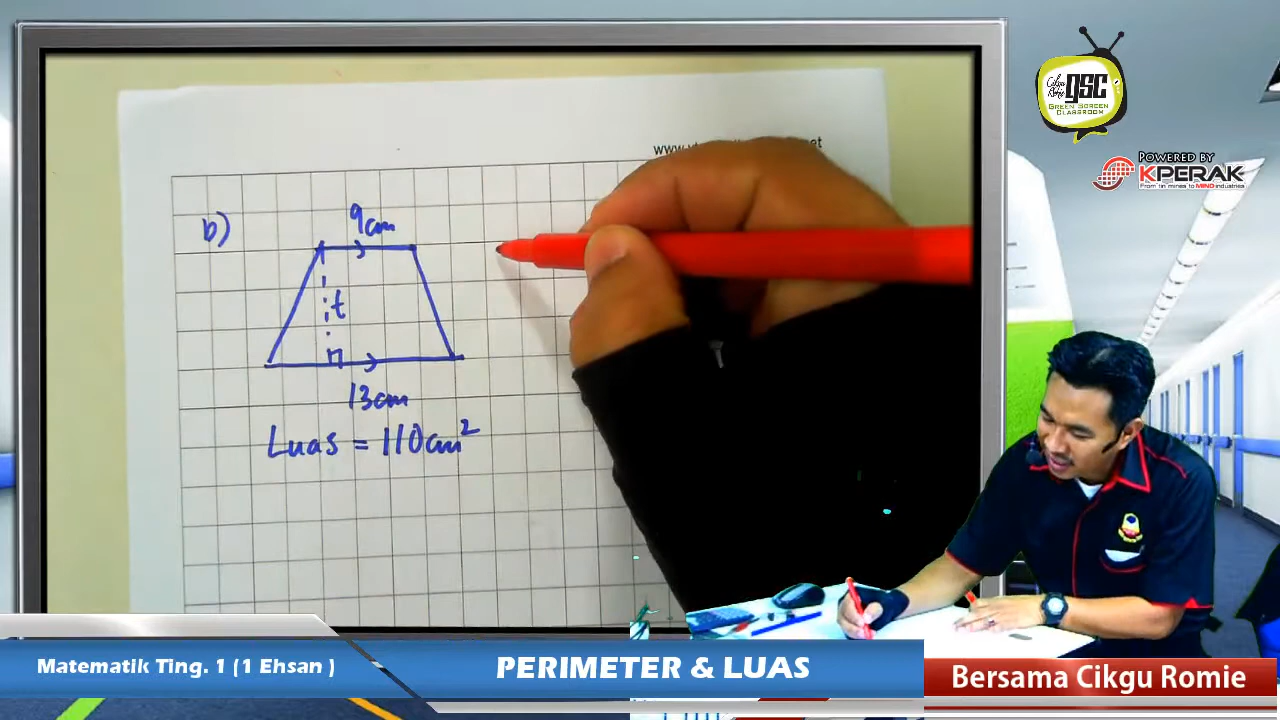 b)
9cm
t
13cm
Luas = 110cm²
Cikgu
Romie
GSC
GREEN SCREEN
CLASSROOM
POWERED BY
KPERAK
From tin mines to MIND industries
Matematik Ting. 1 (1 Ehsan )
PERIMETER & LUAS
Bersama Cikgu Romie